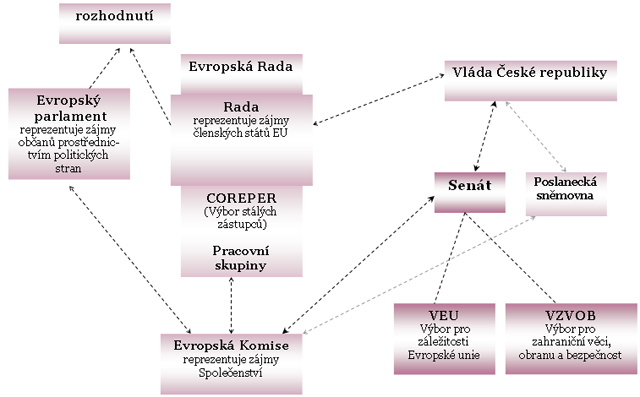 rozhodnutí
Evropská Rada
Vláda České republiky
Evropský
parlament
reprezentuje zájmy
občanů prostřednic-
tvím politických
stran
Rada
reprezentuje zájmy
členských států EU
COREPER
(Výbor stálých
zástupců)
Pracovní
skupiny
Senát
Poslanecká
sněmovna
Evropská Komise
reprezentuje zájmy
Společenství
VEU
Výbor pro
záležitosti
Evropské unie
VZVOB
Výbor pro
zahraniční věci,
obranu a bezpečnost